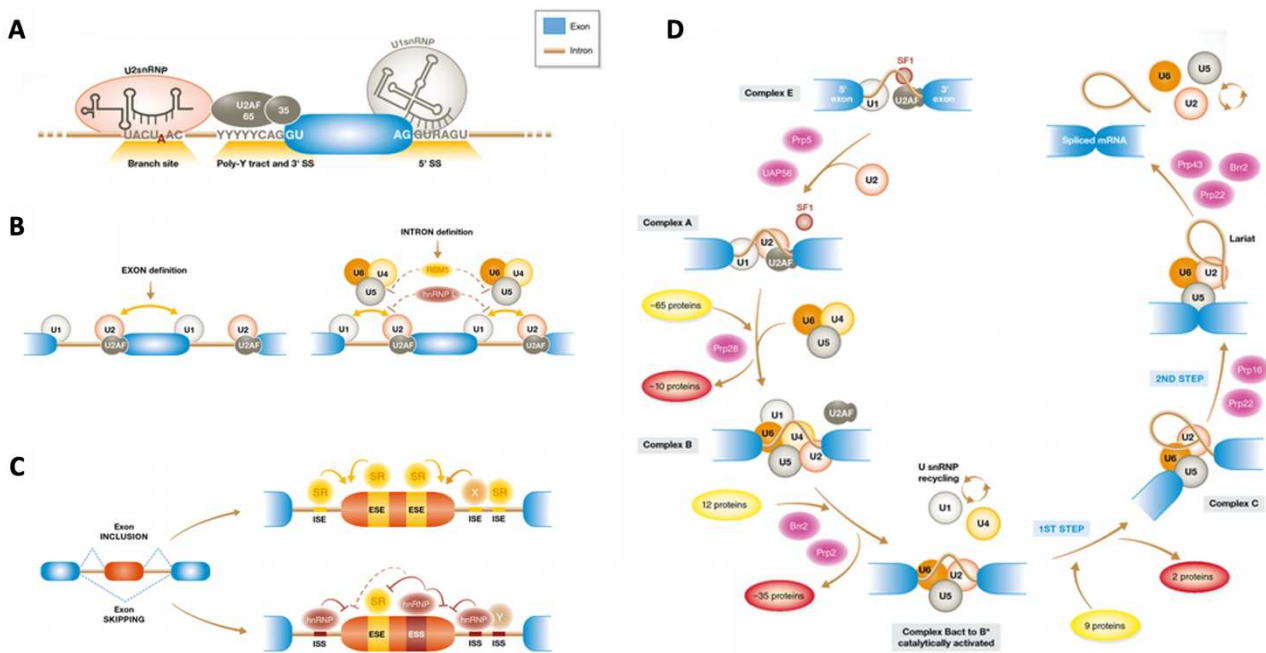 A
U2snRNP
U2AF
65
35
U1snRNP
Exon
Intron
UACUAAC
YYYYYCAGGU
AGGURAGU
Branch site
Poly-Y tract and 3' SS
5' SS
B
EXON definition
U1
U2
U2AF
U1
U2
U2AF
INTRON definition
U6
U4
U5
RBM5
hnRNP L
U6
U4
U5
U1
U2
U2AF
U1
U2
U2AF
C
Exon
INCLUSION
Exon
SKIPPING
SR
SR
SR
X
SR
ISE
ESE
ESE
ISE
ISE
hnRNP
SR
hnRNP
hnRNP
Y
ISS
ESE
ESS
ISS
ISS
D
Complex E
5'
exon
U1
SF1
U2AF
3'
exon
Prp5
UAP56
U2
SF1
Complex A
U1
U2
U2AF
~65 proteins
U6
U4
U5
Prp28
~10 proteins
Complex B
U1
U6
U4
U5
U2
U2AF
12 proteins
Brr2
Prp2
~35 proteins
U snRNP
recycling
U1
U4
U6
U2
U5
Complex Bact to B*
catalytically activated
1ST STEP
9 proteins
2 proteins
Complex C
U2
U6
U5
2ND STEP
Prp16
Prp22
Lariat
U6
U2
U5
Prp43
Brr2
Prp22
Spliced mRNA
U6
U5
U2